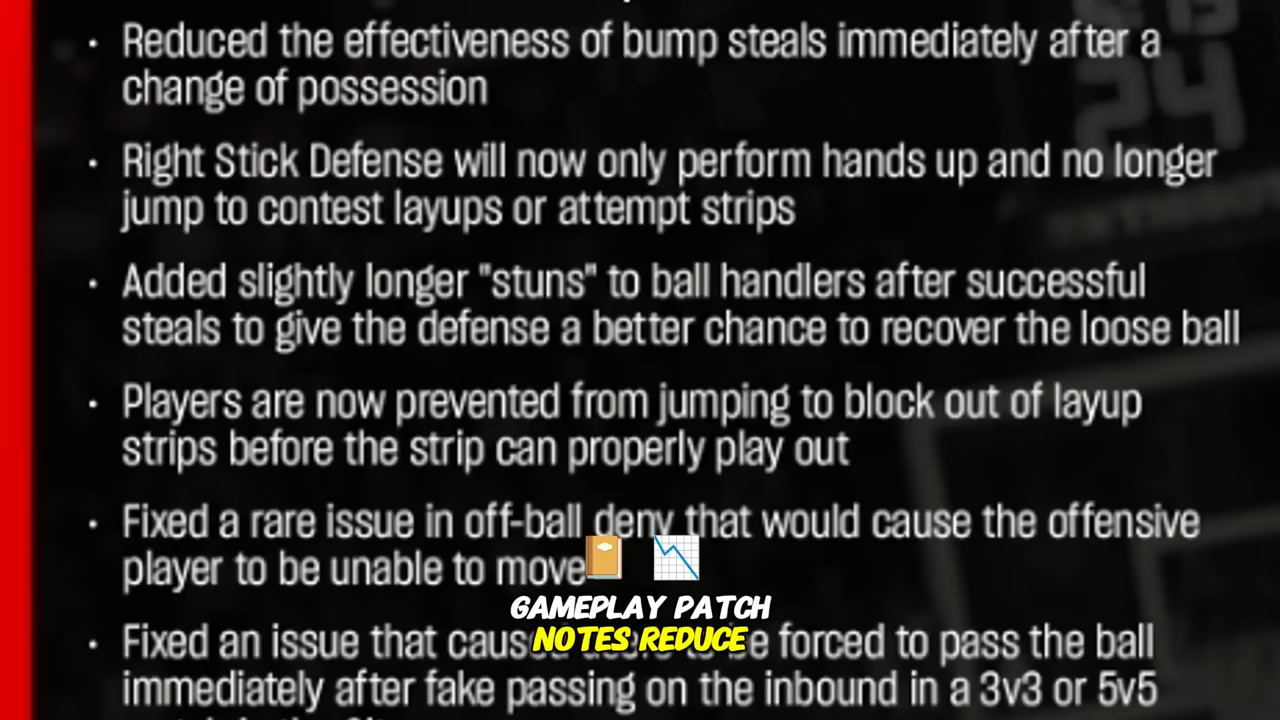 • Reduced the effectiveness of bump steals immediately after a
change of possession
• Right Stick Defense will now only perform hands up and no longer
jump to contest layups or attempt strips
• Added slightly longer "stuns" to ball handlers after successful
steals to give the defense a better chance to recover the loose ball
• Players are now prevented from jumping to block out of layup
strips before the strip can properly play out
• Fixed a rare issue in off-ball deny that would cause the offensive
player to be unable to move
GAMEPLAY PATCH
NOTES REDUCE
• Fixed an issue that caused users to be forced to pass the ball
immediately after fake passing on the inbound in a 3v3 or 5v5
24